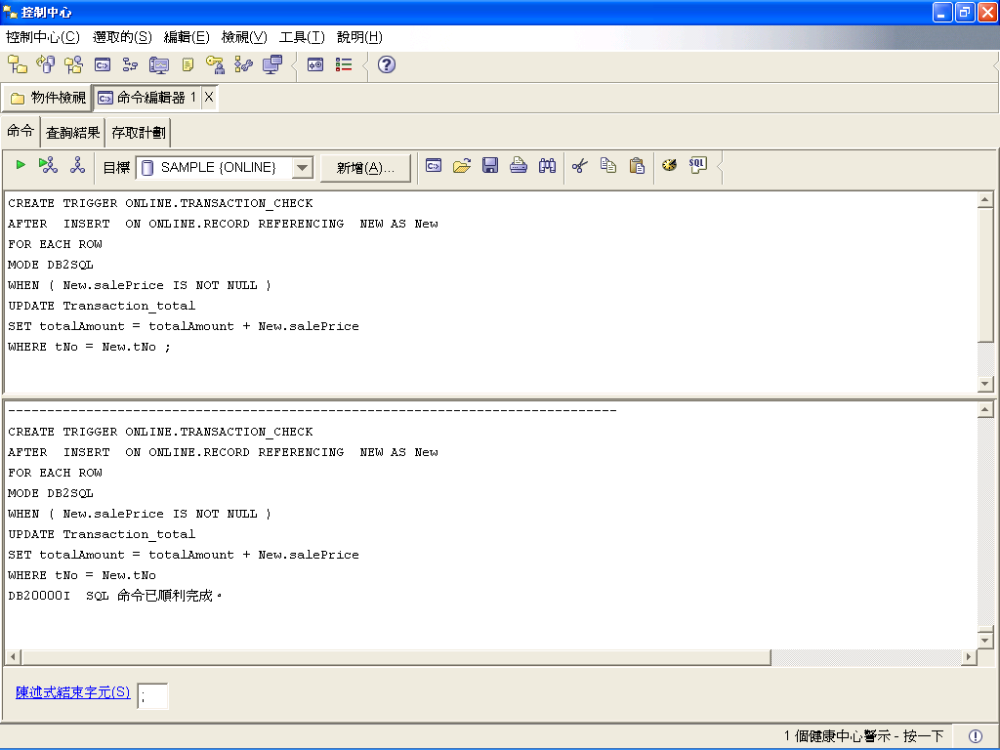 控制中心
控制中心(C) 選取的(S) 編輯(E) 檢視(V) 工具(T) 說明(H)
物件檢視 命令編輯器 1 X
命令 查詢結果 存取計劃
目標 SAMPLE {ONLINE} 新增(A)... SQL
CREATE TRIGGER ONLINE.TRANSACTION_CHECK
AFTER  INSERT  ON ONLINE.RECORD REFERENCING  NEW AS New
FOR EACH ROW
MODE DB2SQL
WHEN ( New.salePrice IS NOT NULL )
UPDATE Transaction_total
SET totalAmount = totalAmount + New.salePrice
WHERE tNo = New.tNo ;
------------------------------------------------------------------------------
CREATE TRIGGER ONLINE.TRANSACTION_CHECK
AFTER  INSERT  ON ONLINE.RECORD REFERENCING  NEW AS New
FOR EACH ROW
MODE DB2SQL
WHEN ( New.salePrice IS NOT NULL )
UPDATE Transaction_total
SET totalAmount = totalAmount + New.salePrice
WHERE tNo = New.tNo
DB20000I  SQL 命令已順利完成。
陳述式結束字元(S) ;
1 個健康中心警示 - 按一下